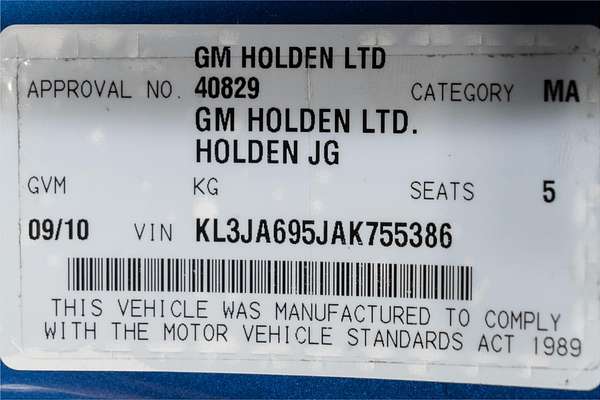 GM HOLDEN LTD
APPROVAL NO. 40829 CATEGORY MA
GM HOLDEN LTD.
HOLDEN JG
GVM KG SEATS 5
09/10 VIN KL3JA695JAK755386
THIS VEHICLE WAS MANUFACTURED TO COMPLY
WITH THE MOTOR VEHICLE STANDARDS ACT 1989